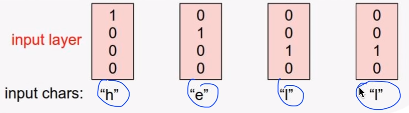 1 0 0 0
input layer 0 1 0 0
0 0 1 1
0 0 0 0
input chars: “h” “e” “l” “l”